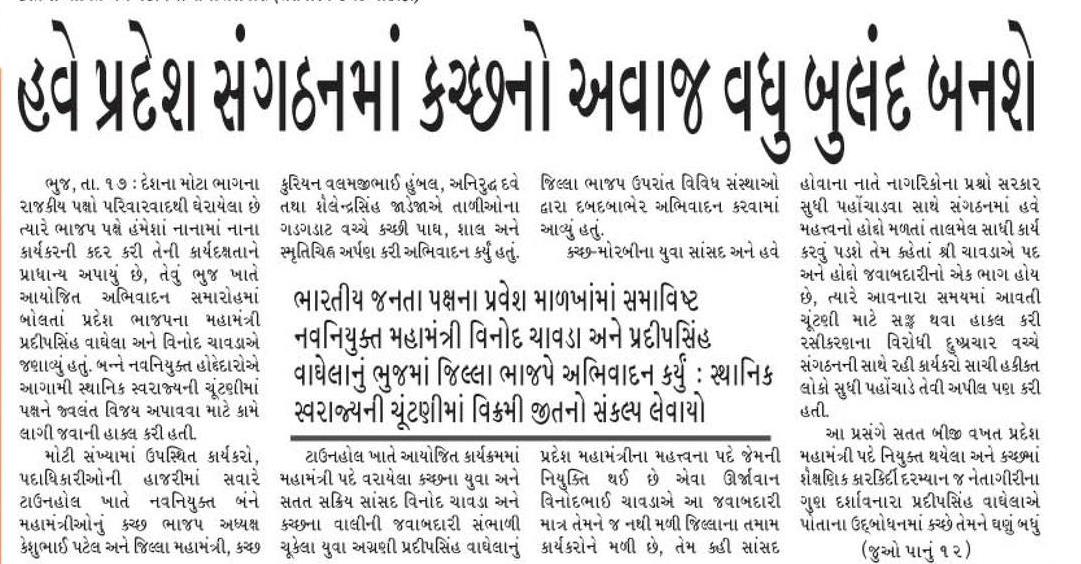 હવે પ્રદેશ સંગઠનમાં કચ્છનો અવાજ વધુ બુલંદ બનશે
ભુજ, તા. ૧૭ : દેશના મોટા ભાગના
રાજકીય પક્ષો પરિવારવાદથી ઘેરાયેલા છે
ત્યારે ભાજપ પક્ષે હંમેશાં નાનામાં નાના
કાર્યકરની કદર કરી તેની કાર્યદક્ષતાને
પ્રાધાન્ય અપાયું છે, તેવું ભુજ ખાતે
આયોજિત અભિવાદન સમારોહમાં
બોલતાં પ્રદેશ ભાજપના મહામંત્રી
પ્રદીપસિંહ વાઘેલા અને વિનોદ ચાવડાએ
જણાવ્યું હતું. બન્ને નવનિયુક્ત હોદ્દેદારોએ
આગામી સ્થાનિક સ્વરાજ્યની ચૂંટણીમાં
પક્ષને જ્વલંત વિજય અપાવવા માટે કામે
લાગી જવાની હાકલ કરી હતી.
મોટી સંખ્યામાં ઉપસ્થિત કાર્યકરો,
પદાધિકારીઓની હાજરીમાં સવારે
ટાઉનહોલ ખાતે નવનિયુક્ત બંને
મહામંત્રીઓનું કચ્છ ભાજપ અધ્યક્ષ
કેશુભાઈ પટેલ અને જિલ્લા મહામંત્રી, કચ્છ
કુરિયન વલમજીભાઈ હુંબલ, અનિરુદ્ધ દવે
તથા શૈલેન્દ્રસિંહ જાડેજાએ તાળીઓના
ગડગડાટ વચ્ચે કચ્છી પાઘ, શાલ અને
સ્મૃતિચિહ્ન અર્પણ કરી અભિવાદન કર્યું હતું.
જિલ્લા ભાજપ ઉપરાંત વિવિધ સંસ્થાઓ
દ્વારા દબદબાભેર અભિવાદન કરવામાં
આવ્યું હતું.
કચ્છ-મોરબીના યુવા સાંસદ અને હવે
ભારતીય જનતા પક્ષના પ્રવેશ માળખાંમાં સમાવિષ્ટ
નવનિયુક્ત મહામંત્રી વિનોદ ચાવડા અને પ્રદીપસિંહ
વાઘેલાનું ભુજમાં જિલ્લા ભાજપે અભિવાદન કર્યું : સ્થાનિક
સ્વરાજ્યની ચૂંટણીમાં વિક્રમી જીતનો સંકલ્પ લેવાયો
ટાઉનહોલ ખાતે આયોજિત કાર્યક્રમમાં
મહામંત્રી પદે વરાયેલા કચ્છના યુવા અને
સતત સક્રિય સાંસદ વિનોદ ચાવડા અને
કચ્છના વાલીની જવાબદારી સંભાળી
ચૂકેલા યુવા અગ્રણી પ્રદીપસિંહ વાઘેલાનું
પ્રદેશ મહામંત્રીના મહત્ત્વના પદે જેમની
નિયુક્તિ થઈ છે એવા ઊર્જાવાન
વિનોદભાઈ ચાવડાએ આ જવાબદારી
માત્ર તેમને જ નથી મળી જિલ્લાના તમામ
કાર્યકરોને મળી છે, તેમ કહી સાંસદ
હોવાના નાતે નાગરિકોના પ્રશ્નો સરકાર
સુધી પહોંચાડવા સાથે સંગઠનમાં હવે
મહત્ત્વનો હોદ્દો મળતાં તાલમેલ સાધી કાર્ય
કરવું પડશે તેમ કહેતાં શ્રી ચાવડાએ પદ
અને હોદ્દો જવાબદારીનો એક ભાગ હોય
છે, ત્યારે આવનારા સમયમાં આવતી
ચૂંટણી માટે સજ્જ થવા હાકલ કરી
રસીકરણના વિરોધી દુષ્પ્રચાર વચ્ચે
સંગઠનની સાથે રહી કાર્યકરો સાચી હકીકત
લોકો સુધી પહોંચાડે તેવી અપીલ પણ કરી
હતી.
આ પ્રસંગે સતત બીજી વખત પ્રદેશ
મહામંત્રી પદે નિયુક્ત થયેલા અને કચ્છમાં
શૈક્ષણિક કારકિર્દી દરમ્યાન જ નેતાગીરીના
ગુણ દર્શાવનારા પ્રદીપસિંહ વાઘેલાએ
પોતાના ઉદ્‌બોધનમાં કચ્છે તેમને ઘણું બધું
(જુઓ પાનું ૧૨)